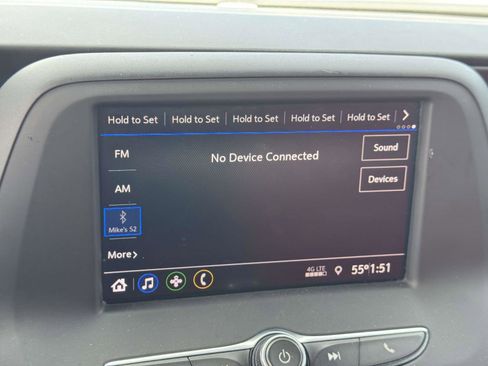 Hold to Set Hold to Set Hold to Set Hold to Set Hold to Set
FM
No Device Connected
Sound
AM
Devices
Mike's S2
More
4G LTE
55° 1:51